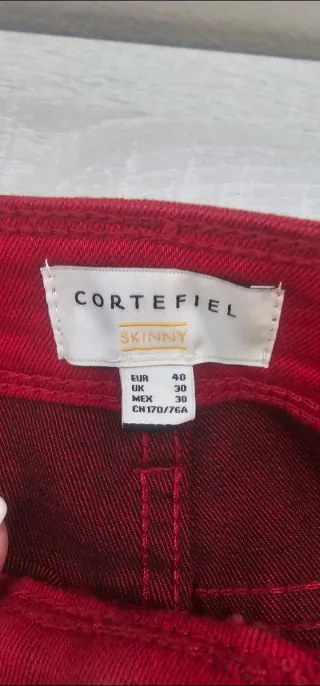 CORTEFIEL
SKINNY
EUR 40
UK 30
MEX 30
CN170/76A